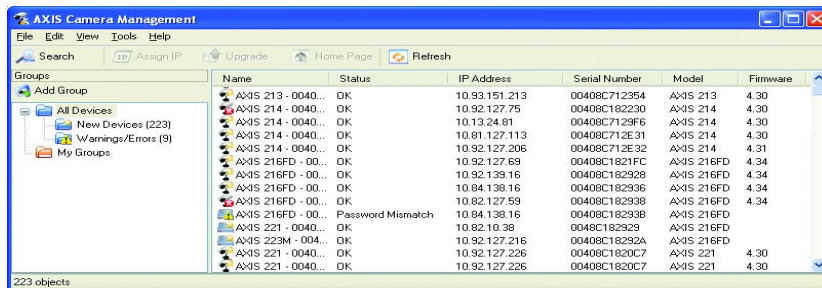 AXIS Camera Management
File Edit View Tools Help
Search Assign IP Upgrade Home Page Refresh
Groups
Add Group
All Devices
New Devices (223)
Warnings/Errors (9)
My Groups
Name Status IP Address Serial Number Model Firmware
AXIS 213 - 0040... OK 10.93.151.213 00408C712354 AXIS 213 4.30
AXIS 214 - 0040... OK 10.92.127.75 00408C182230 AXIS 214 4.30
AXIS 214 - 0040... OK 10.13.24.81 00408C7129F6 AXIS 214 4.30
AXIS 214 - 0040... OK 10.81.127.113 00408C712E31 AXIS 214 4.30
AXIS 214 - 0040... OK 10.92.127.206 00408C712E32 AXIS 214 4.31
AXIS 216FD - 00... OK 10.92.127.69 00408C1821FC AXIS 216FD 4.34
AXIS 216FD - 00... OK 10.92.139.16 00408C182928 AXIS 216FD 4.34
AXIS 216FD - 00... OK 10.84.138.16 00408C182936 AXIS 216FD 4.34
AXIS 216FD - 00... OK 10.82.127.59 00408C182938 AXIS 216FD 4.34
AXIS 216FD - 00... Password Mismatch 10.84.138.16 00408C18293B AXIS 216FD
AXIS 221 - 0040... OK 10.82.10.38 0048C182929 AXIS 216FD
AXIS 223M - 004... OK 10.92.127.216 00408C18292A AXIS 216FD
AXIS 221 - 0040... OK 10.92.127.226 00408C1820C7 AXIS 221 4.30
AXIS 221 - 0040... OK 10.92.127.226 00408C1820C7 AXIS 221 4.30
223 objects